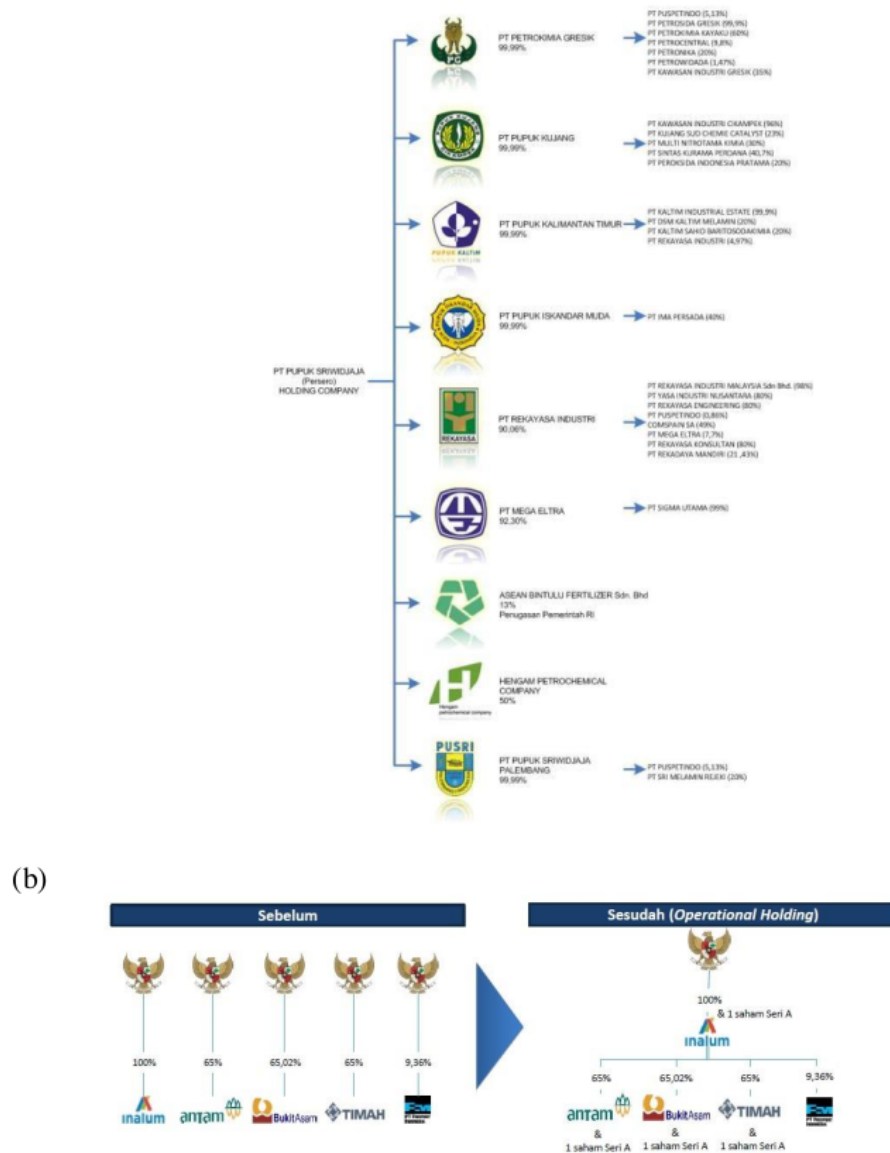 PT PUSPETINDO (5,13%)
PT PETROSIDA GRESIK (99,9%)
PT PETROKIMIA KAYAKU (60%)
PT PETROCENTRAL (9,8%)
PT PETRONIKA (20%)
PT PETROWIDADA (1,47%)
PT KAWASAN INDUSTRI GRESIK (35%)
PG
PT PETROKIMIA GRESIK
99,99%
PT KAWASAN INDUSTRI CIKAMPEK (96%)
PT KUJANG SUD CHEMIE CATALYST (23%)
PT MULTI NITROTAMA KIMIA (30%)
PT SINTAS KURAMA PERDANA (40,7%)
PT PEROKSIDA INDONESIA PRATAMA (20%)
PT PUPUK KUJANG
99,99%
PT KALTIM INDUSTRIAL ESTATE (99,9%)
PT DSM KALTIM MELAMIN (20%)
PT KALTIM SAHID BARITOSODAKIMIA (20%)
PT REKAYASA INDUSTRI (4,97%)
PT PUPUK KALIMANTAN TIMUR
99,99%
PUPUK KALTIM
PT PUPUK ISKANDAR MUDA
99,99%
PT IMA PERSADA (40%)
PT PUPUK SRIWIDJAJA
(Persero)
HOLDING COMPANY
PT REKAYASA INDUSTRI MALAYSIA Sdn Bhd. (98%)
PT YASA INDUSTRI NUSANTARA (80%)
PT REKAYASA ENGINEERING (80%)
PT PUSPETINDO (0,86%)
COMSPAIN SA (49%)
PT MEGA ELTRA (7,7%)
PT REKAYASA KONSULTAN (80%)
PT REKADAYA MANDIRI (21 ,43%)
REKAYASA
PT REKAYASA INDUSTRI
90,06%
PT MEGA ELTRA
92,30%
PT SIGMA UTAMA (99%)
ASEAN BINTULU FERTILIZER Sdn. Bhd
13%
Penugasan Pemerintah RI
H
Hengam
petrochemical company
HENGAM PETROCHEMICAL
COMPANY
50%
PUSRI
PT PUPUK SRIWIDJAJA
PALEMBANG
99,99%
PT PUSPETINDO (5,13%)
PT SRI MELAMIN REJEKI (20%)
(b)
Sebelum
100% 65% 65,02% 65% 9,36%
inalum antam BukitAsam TIMAH
Sesudah (Operational Holding)
100%
& 1 saham Seri A
inalum
65% 65,02% 65% 9,36%
antam BukitAsam TIMAH
& & &
1 saham Seri A 1 saham Seri A 1 saham Seri A